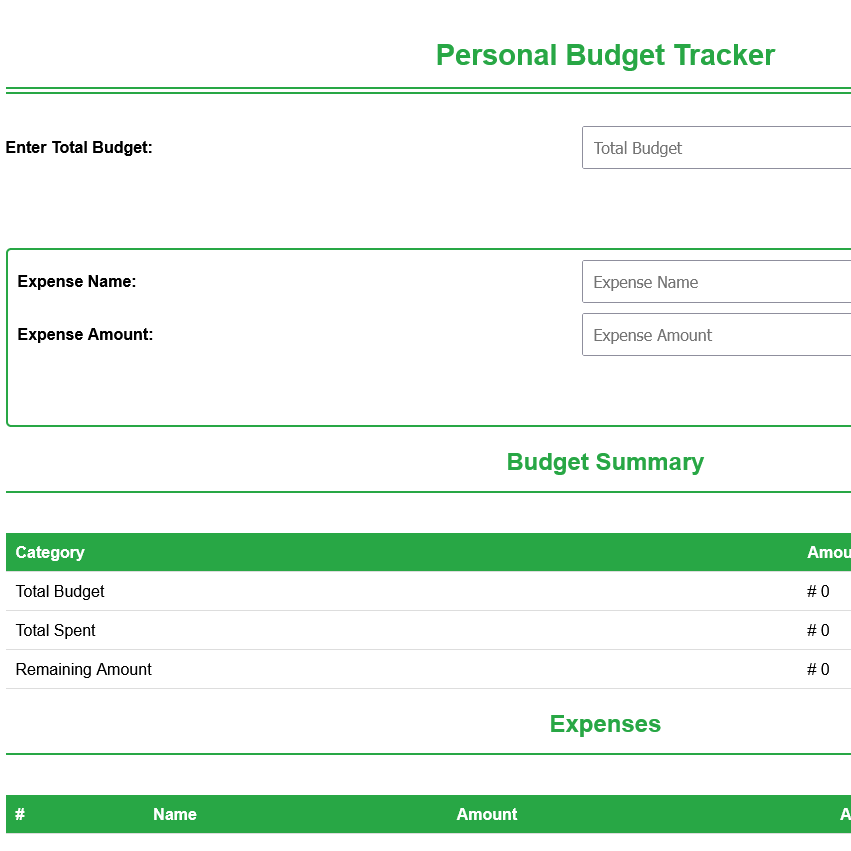 Personal Budget Tracker
Enter Total Budget: Total Budget
Expense Name: Expense Name
Expense Amount: Expense Amount
Budget Summary
Category Amou
Total Budget # 0
Total Spent # 0
Remaining Amount # 0
Expenses
# Name Amount A